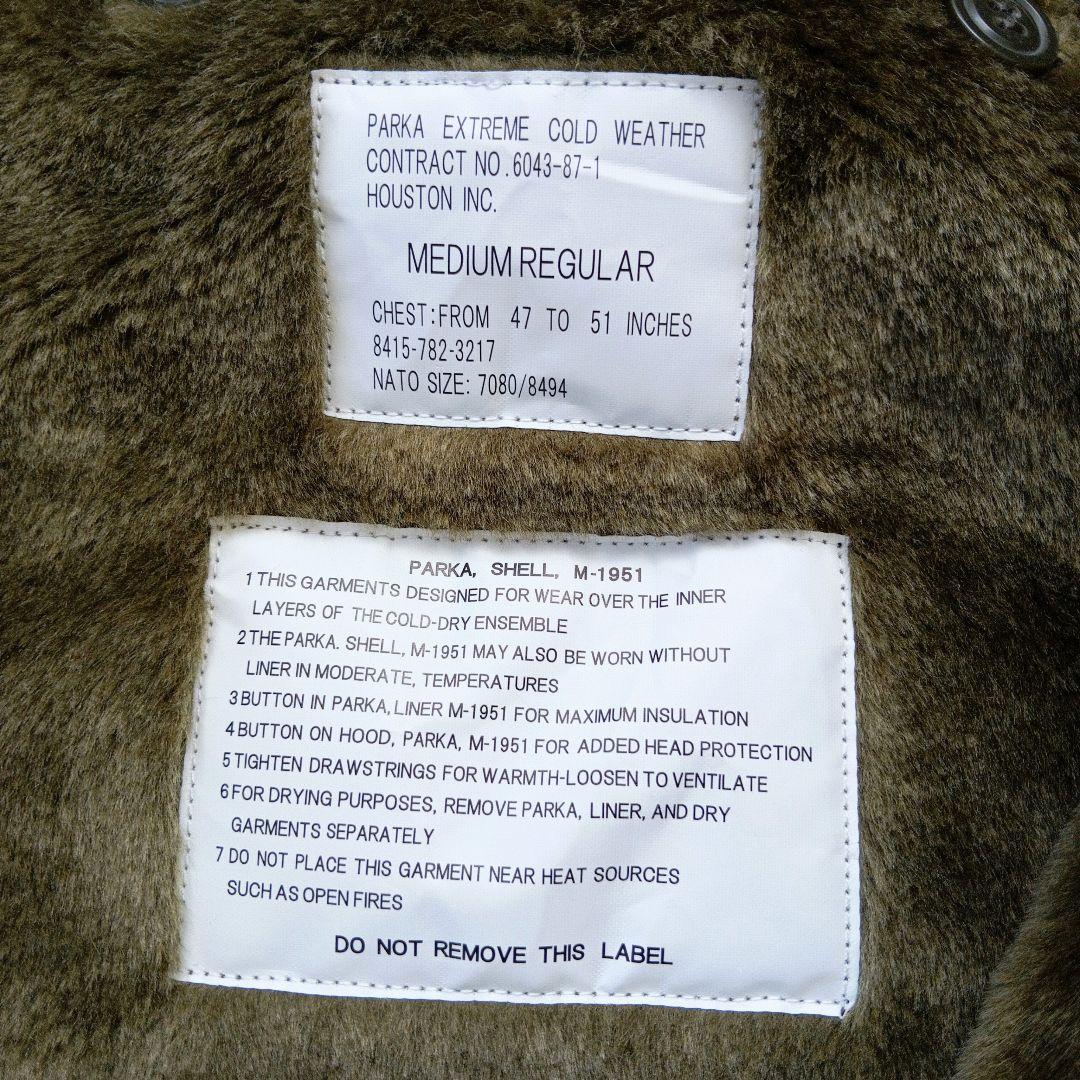 PARKA EXTREME COLD WEATHER
CONTRACT NO.6043-87-1
HOUSTON INC.
MEDIUM REGULAR
CHEST:FROM 47 TO 51 INCHES
8415-782-3217
NATO SIZE: 7080/8494
PARKA, SHELL, M-1951
1 THIS GARMENTS DESIGNED FOR WEAR OVER THE INNER
LAYERS OF THE COLD-DRY ENSEMBLE
2 THE PARKA. SHELL, M-1951 MAY ALSO BE WORN WITHOUT
LINER IN MODERATE, TEMPERATURES
3 BUTTON IN PARKA, LINER M-1951 FOR MAXIMUM INSULATION
4 BUTTON ON HOOD, PARKA, M-1951 FOR ADDED HEAD PROTECTION
5 TIGHTEN DRAWSTRINGS FOR WARMTH-LOOSEN TO VENTILATE
6 FOR DRYING PURPOSES, REMOVE PARKA, LINER, AND DRY
GARMENTS SEPARATELY
7 DO NOT PLACE THIS GARMENT NEAR HEAT SOURCES
SUCH AS OPEN FIRES
DO NOT REMOVE THIS LABEL